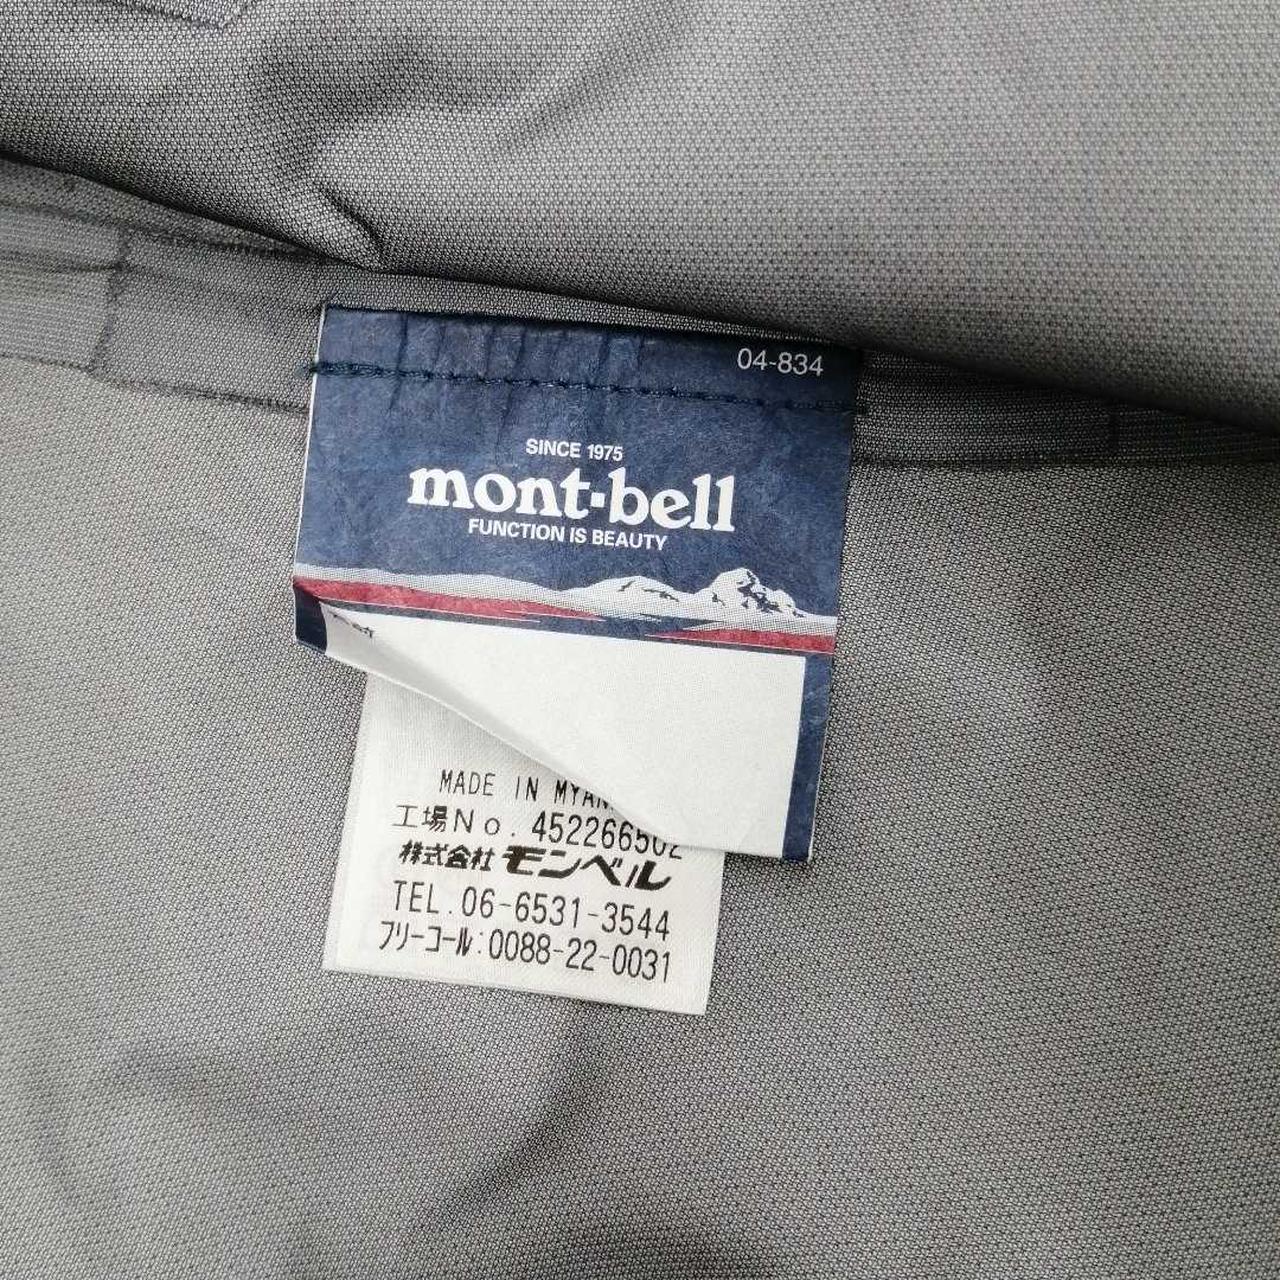 04-834
SINCE 1975
mont-bell
FUNCTION IS BEAUTY
MADE IN
工場No. 452266502
株式会社 モンベル
TEL.06-6531-3544
フリーコール:0088-22-0031